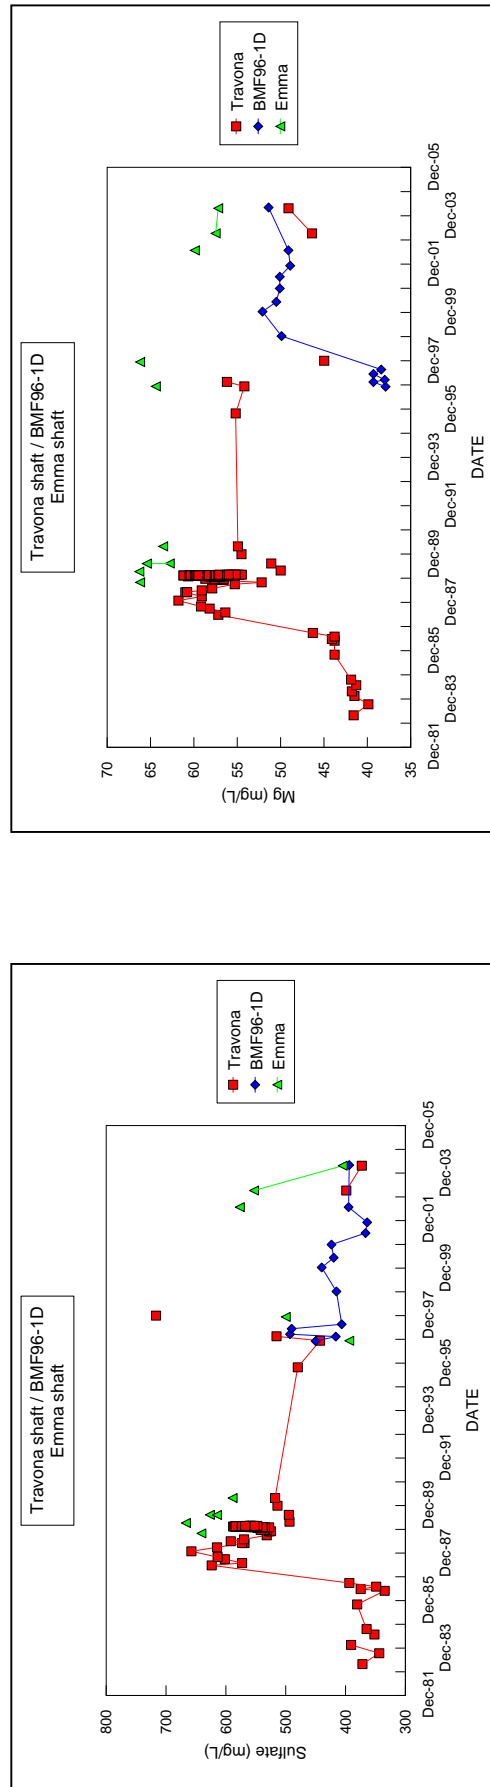 Travona shaft / BMF96-1D
Emma shaft
Travona
BMF96-1D
Emma
70
65
60
55
50
45
40
35
Mg (mg/L)
Dec-81
Dec-83
Dec-85
Dec-87
Dec-89
Dec-91
Dec-93
Dec-95
Dec-97
Dec-99
Dec-01
Dec-03
Dec-05
DATE
Travona shaft / BMF96-1D
Emma shaft
Travona
BMF96-1D
Emma
800
700
600
500
400
300
Sulfate (mg/L)
Dec-81
Dec-83
Dec-85
Dec-87
Dec-89
Dec-91
Dec-93
Dec-95
Dec-97
Dec-99
Dec-01
Dec-03
Dec-05
DATE